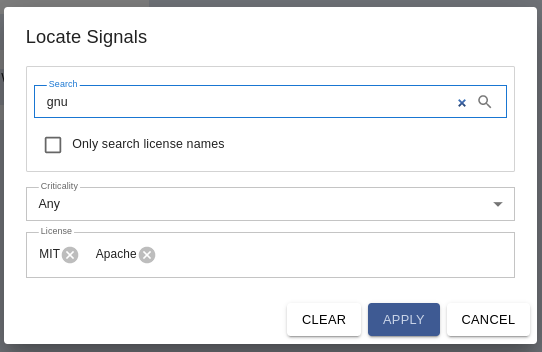 Locate Signals
Search
gnu
Only search license names
Criticality
Any
License
MIT Apache
CLEAR APPLY CANCEL